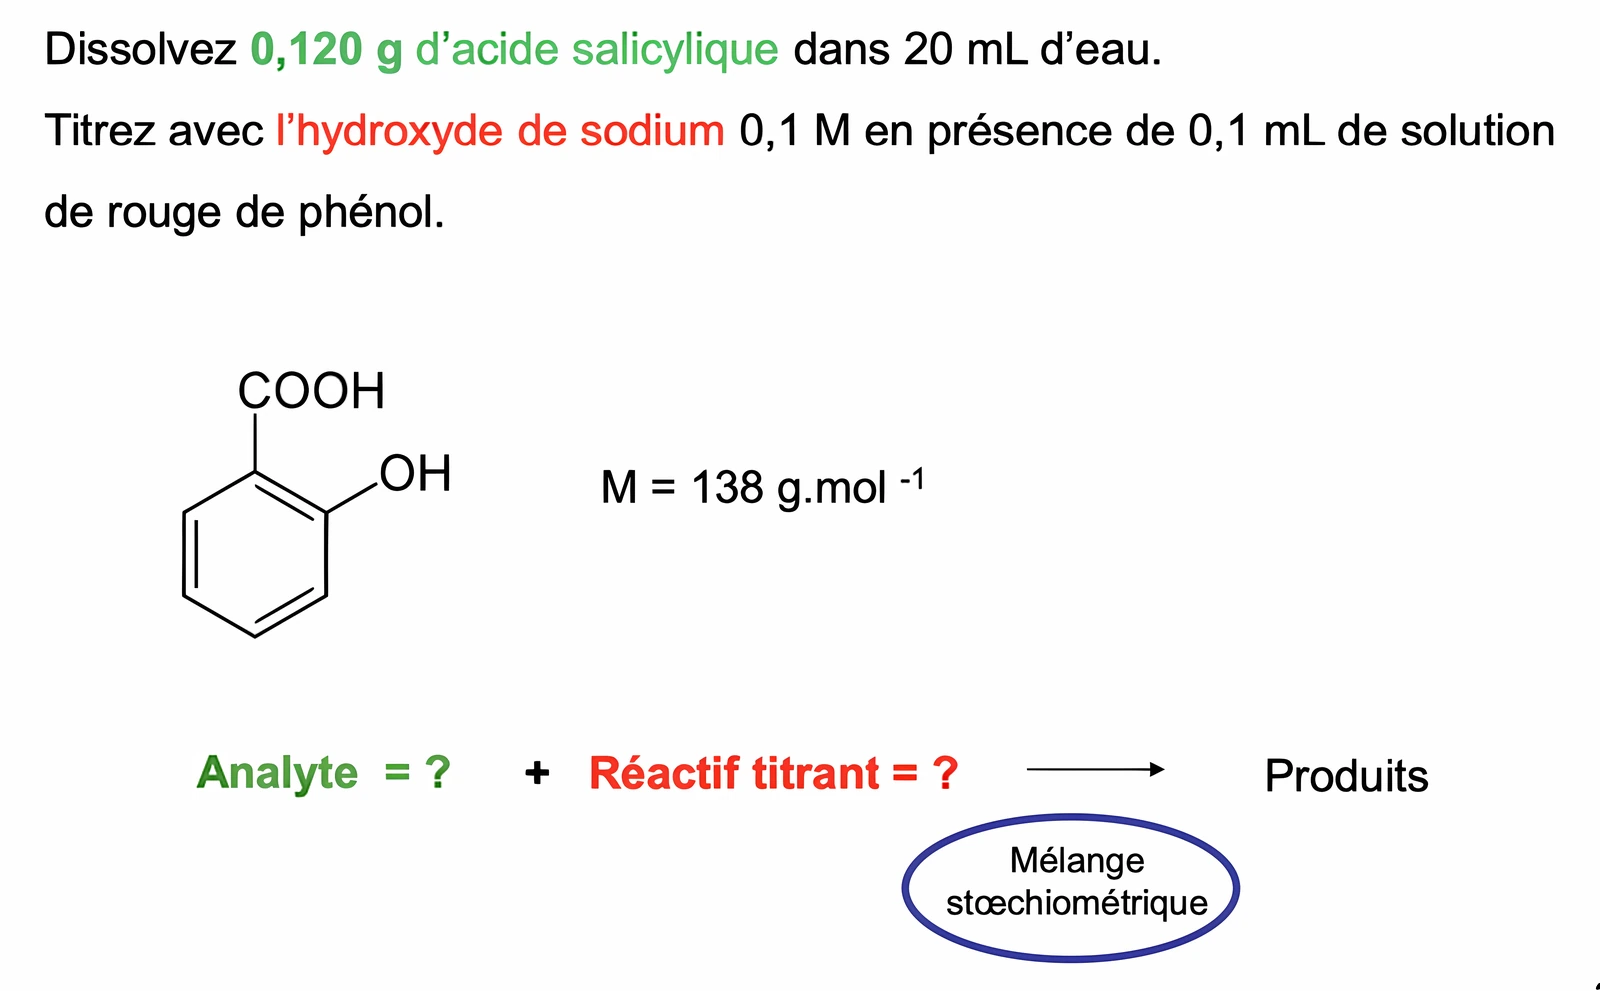 Dissolvez 0,120 g d’acide salicylique dans 20 mL d’eau.
Titrez avec l’hydroxyde de sodium 0,1 M en présence de 0,1 mL de solution
de rouge de phénol.
COOH
OH
M = 138 g.mol -1
Analyte = ? + Réactif titrant = ? Produits
Mélange
stœchiométrique